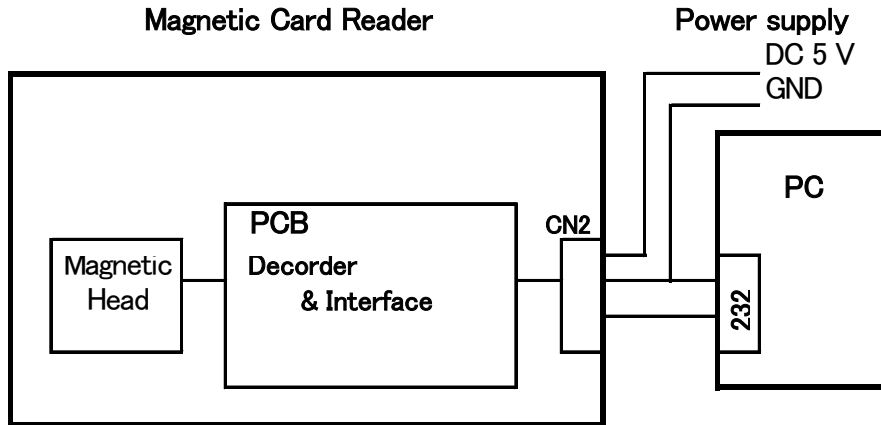 Magnetic Card Reader
Power supply
DC 5 V
GND
PC
PCB
CN2
Magnetic
Head
Decorder
& Interface
232